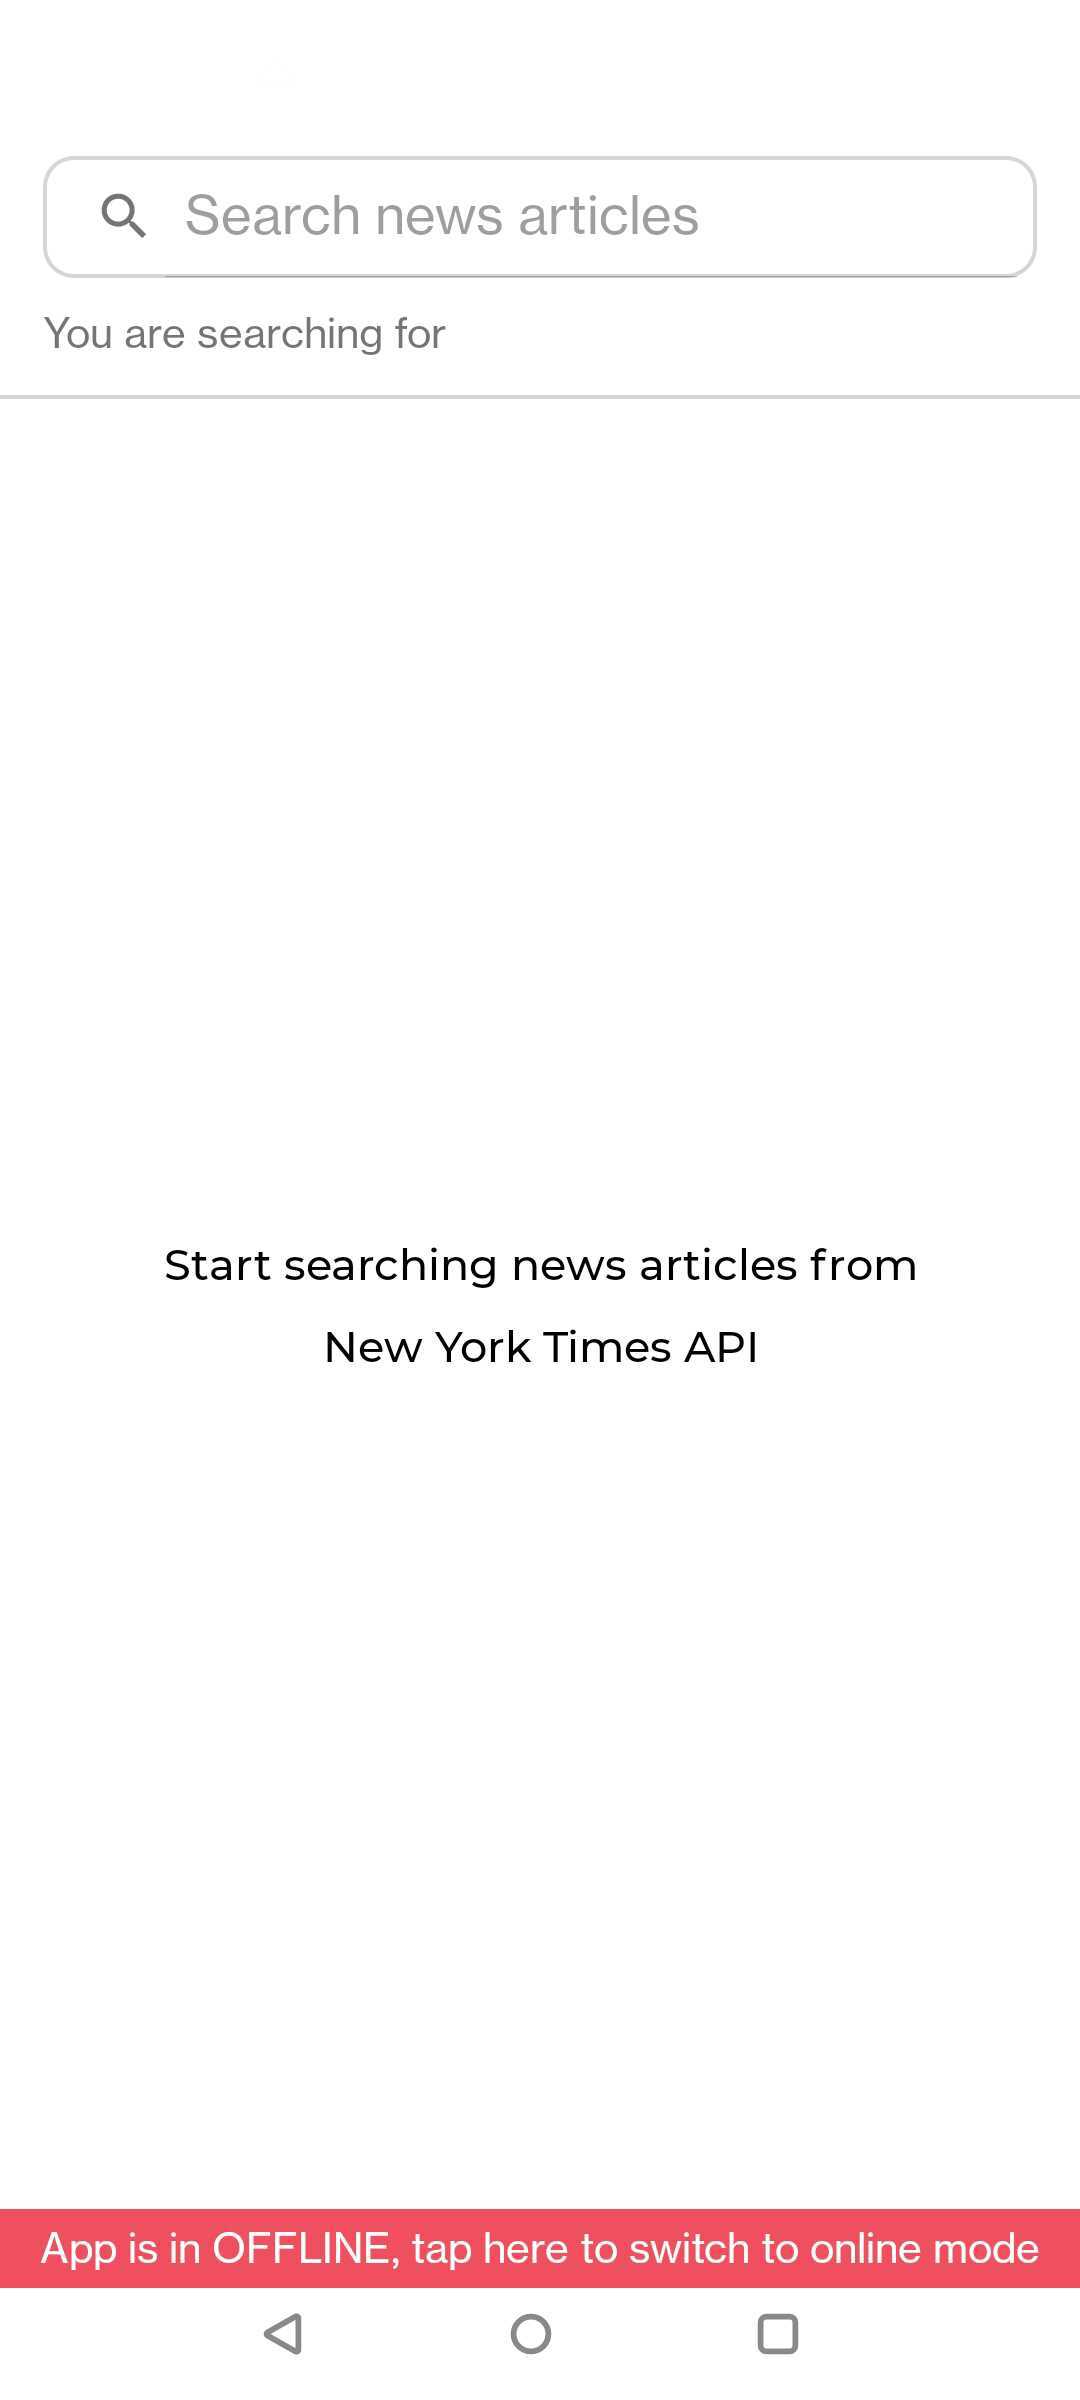 Search news articles
You are searching for
Start searching news articles from
New York Times API
App is in OFFLINE, tap here to switch to online mode